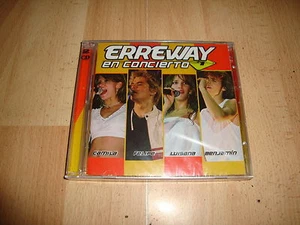 ERREWAY
en concierto
camila
felipe
luisana
benjamín